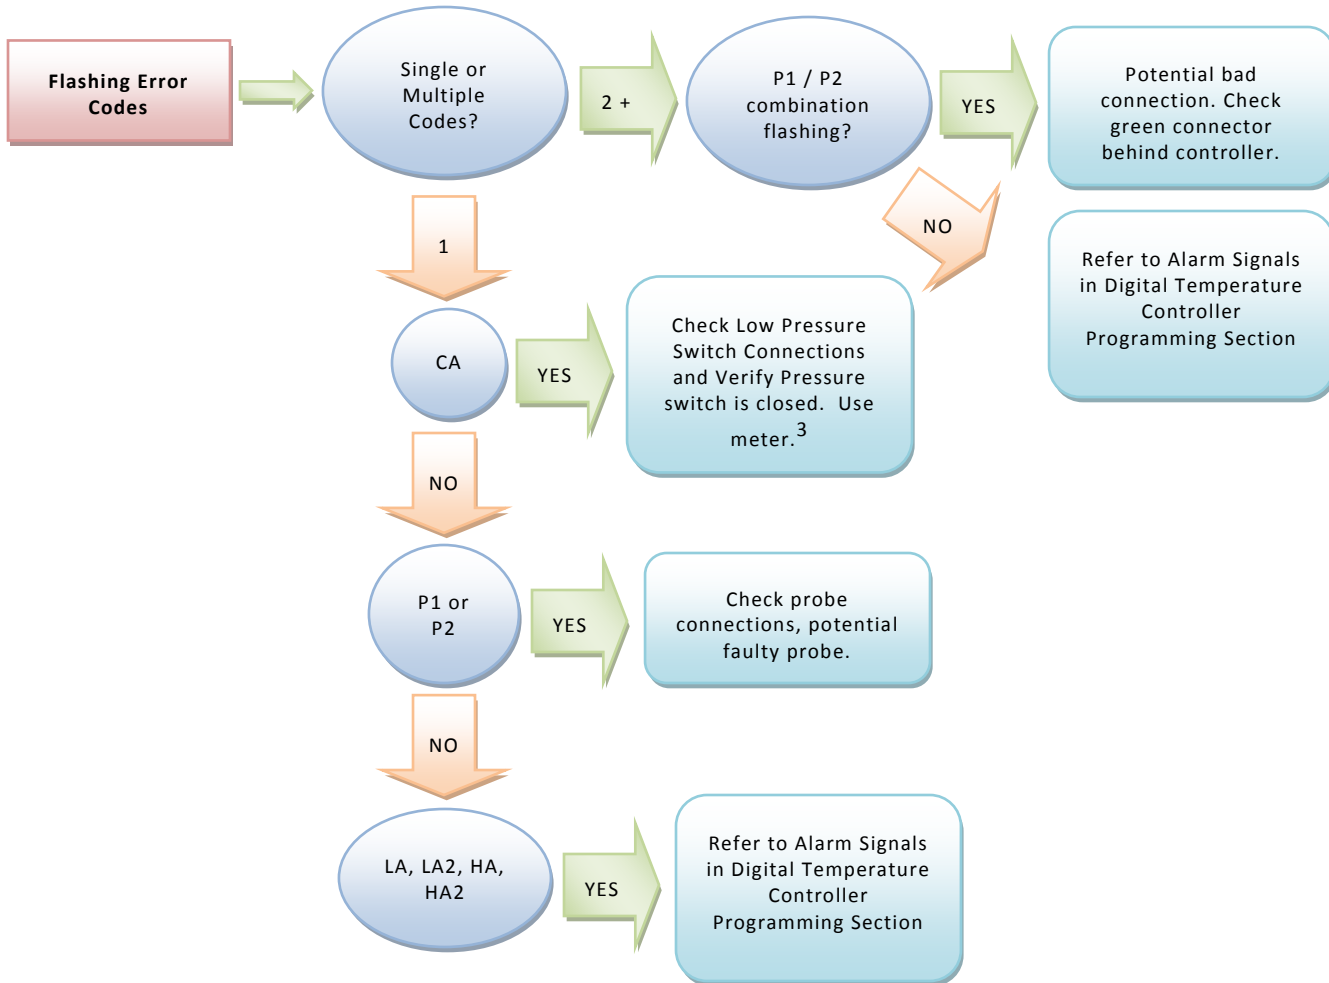 Flashing Error
Codes
Single or
Multiple
Codes?
2 +
P1 / P2
combination
flashing?
YES
Potential bad
connection. Check
green connector
behind controller.
NO
Refer to Alarm Signals
in Digital Temperature
Controller
Programming Section
1
CA
YES
Check Low Pressure
Switch Connections
and Verify Pressure
switch is closed.  Use
meter.3
NO
P1 or
P2
YES
Check probe
connections, potential
faulty probe.
NO
LA, LA2, HA,
HA2
YES
Refer to Alarm Signals
in Digital Temperature
Controller
Programming Section